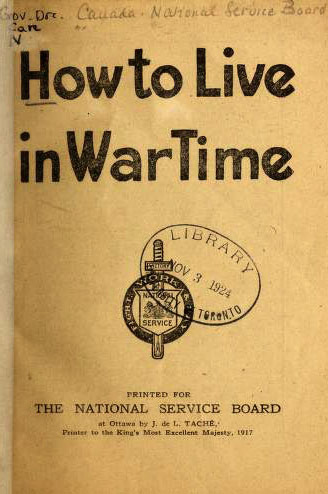 Gov. Doc. Canada. National Service Board
Can
N
How to Live
in War Time
LIBRARY
NOV 3 1924
TORONTO
WORK
NATIONAL
SERVICE
PRINTED FOR
THE NATIONAL SERVICE BOARD
at Ottawa by J. de L. TACHÉ,
Printer to the King's Most Excellent Majesty, 1917